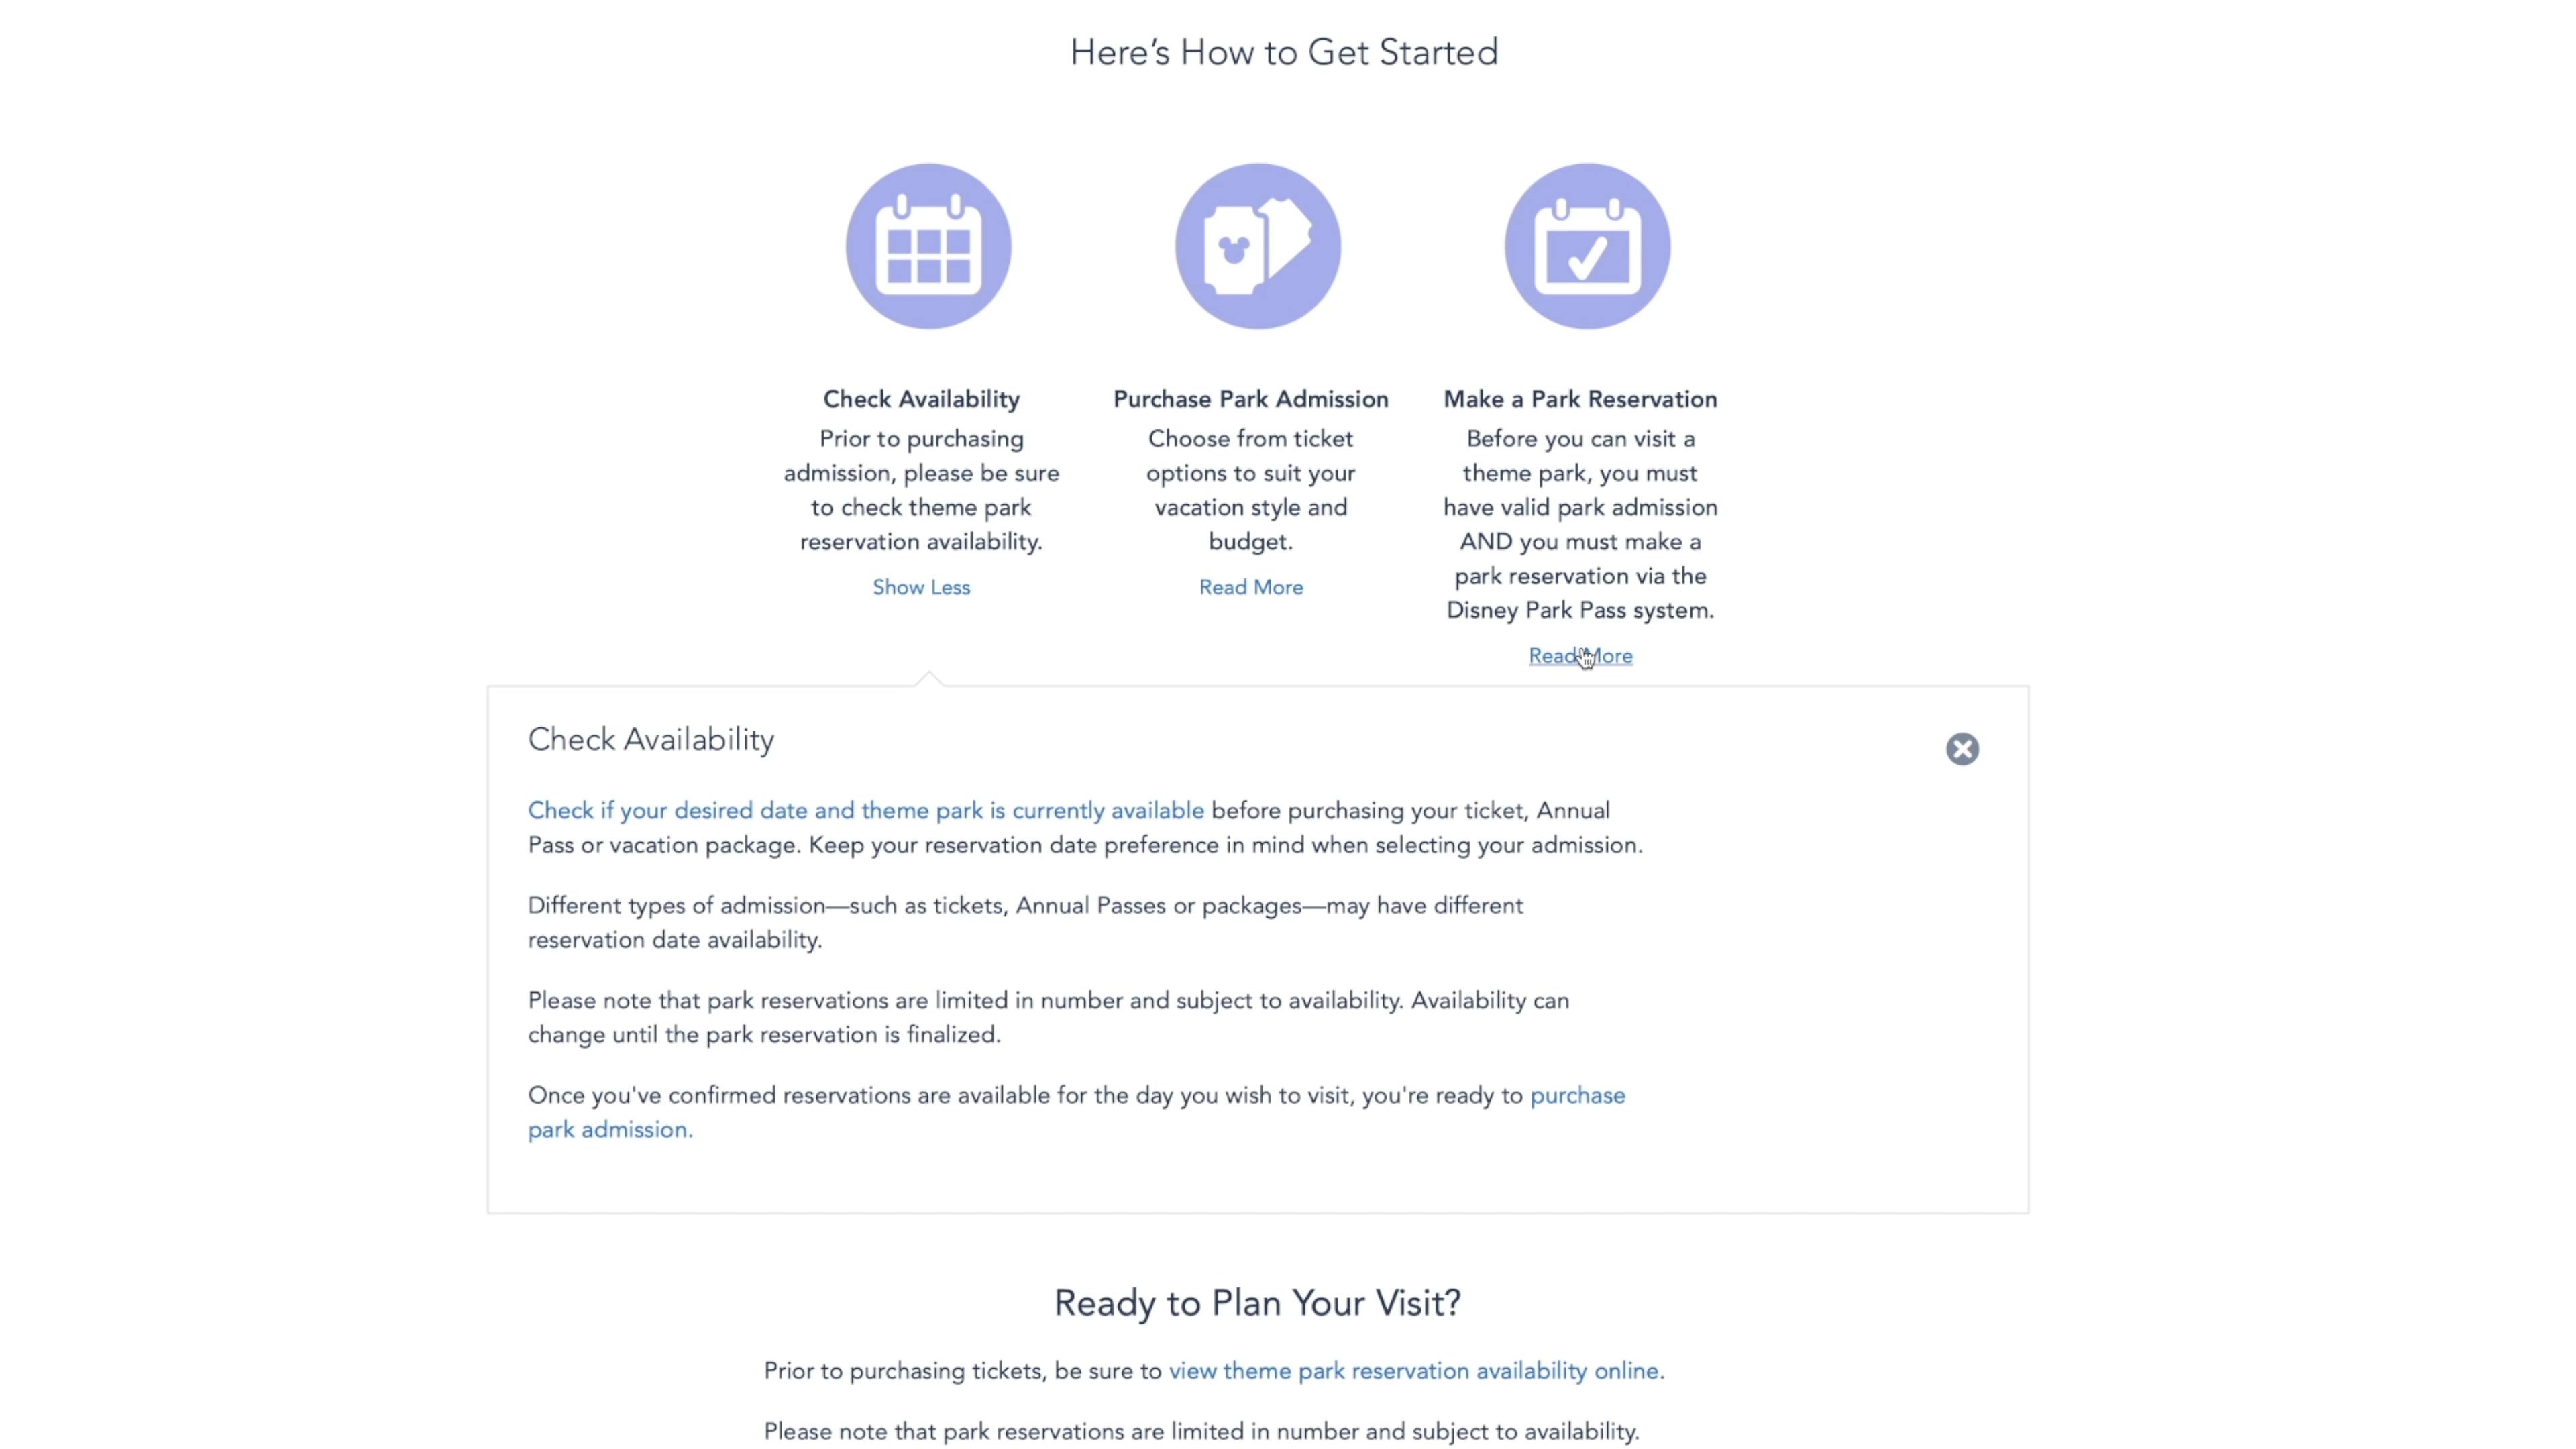 Here's How to Get Started
Check Availability
Prior to purchasing
admission, please be sure
to check theme park
reservation availability.
Show Less
Purchase Park Admission
Choose from ticket
options to suit your
vacation style and
budget.
Read More
Make a Park Reservation
Before you can visit a
theme park, you must
have valid park admission
AND you must make a
park reservation via the
Disney Park Pass system.
Read More
Check Availability
Check if your desired date and theme park is currently available before purchasing your ticket, Annual
Pass or vacation package. Keep your reservation date preference in mind when selecting your admission.
Different types of admission—such as tickets, Annual Passes or packages—may have different
reservation date availability.
Please note that park reservations are limited in number and subject to availability. Availability can
change until the park reservation is finalized.
Once you've confirmed reservations are available for the day you wish to visit, you're ready to purchase
park admission.
Ready to Plan Your Visit?
Prior to purchasing tickets, be sure to view theme park reservation availability online.
Please note that park reservations are limited in number and subject to availability.